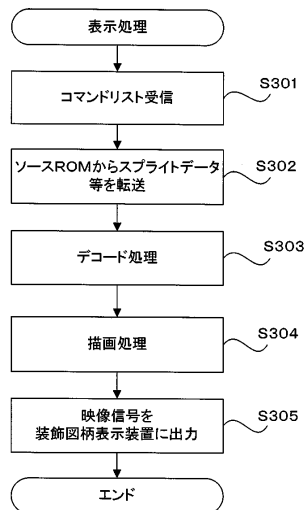 表示処理
コマンドリスト受信
S301
ソースROMからスプライトデータ
等を転送
S302
デコード処理
S303
描画処理
S304
映像信号を
装飾図柄表示装置に出力
S305
エンド